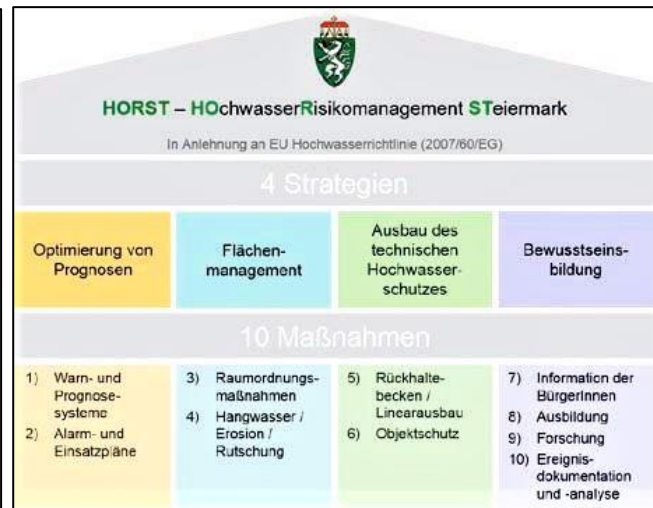 HORST – HOchwasserRisikomanagement STeiermark
In Anlehnung an EU Hochwasserrichtlinie (2007/60/EG)
4 Strategien
Optimierung von
Prognosen
Flächen-
management
Ausbau des
technischen
Hochwasser-
schutzes
Bewusstseins-
bildung
10 Maßnahmen
1) Warn- und
Prognose-
systeme
2) Alarm- und
Einsatzpläne
3) Raumordnungs-
maßnahmen
4) Hangwasser /
Erosion /
Rutschung
5) Rückhalte-
becken /
Linearausbau
6) Objektschutz
7) Information der
BürgerInnen
8) Ausbildung
9) Forschung
10) Ereignis-
dokumentation
und -analyse